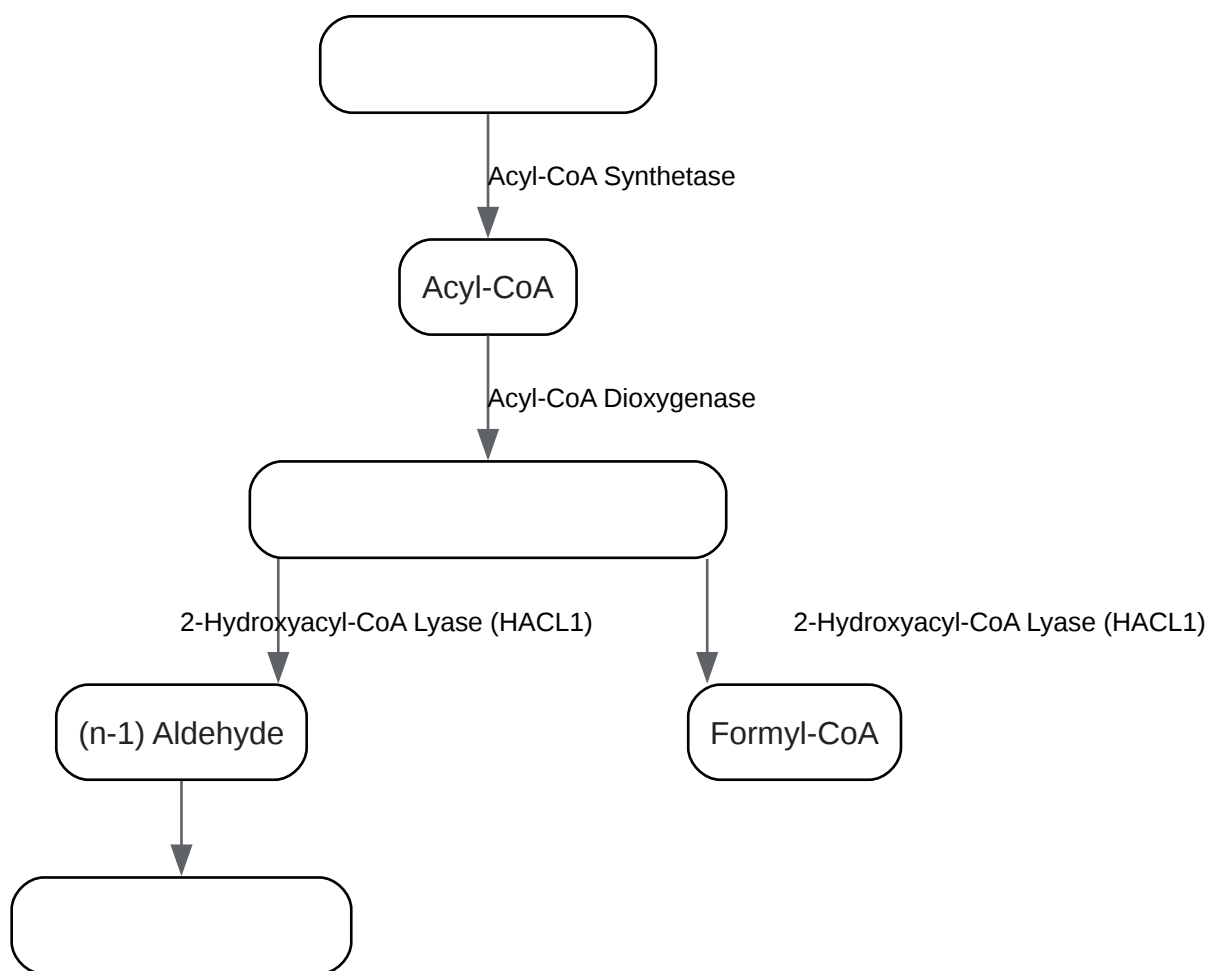 Acyl-CoA Synthetase
Acyl-CoA
Acyl-CoA Dioxygenase
2-Hydroxyacyl-CoA Lyase (HACL1)
2-Hydroxyacyl-CoA Lyase (HACL1)
(n-1) Aldehyde
Formyl-CoA